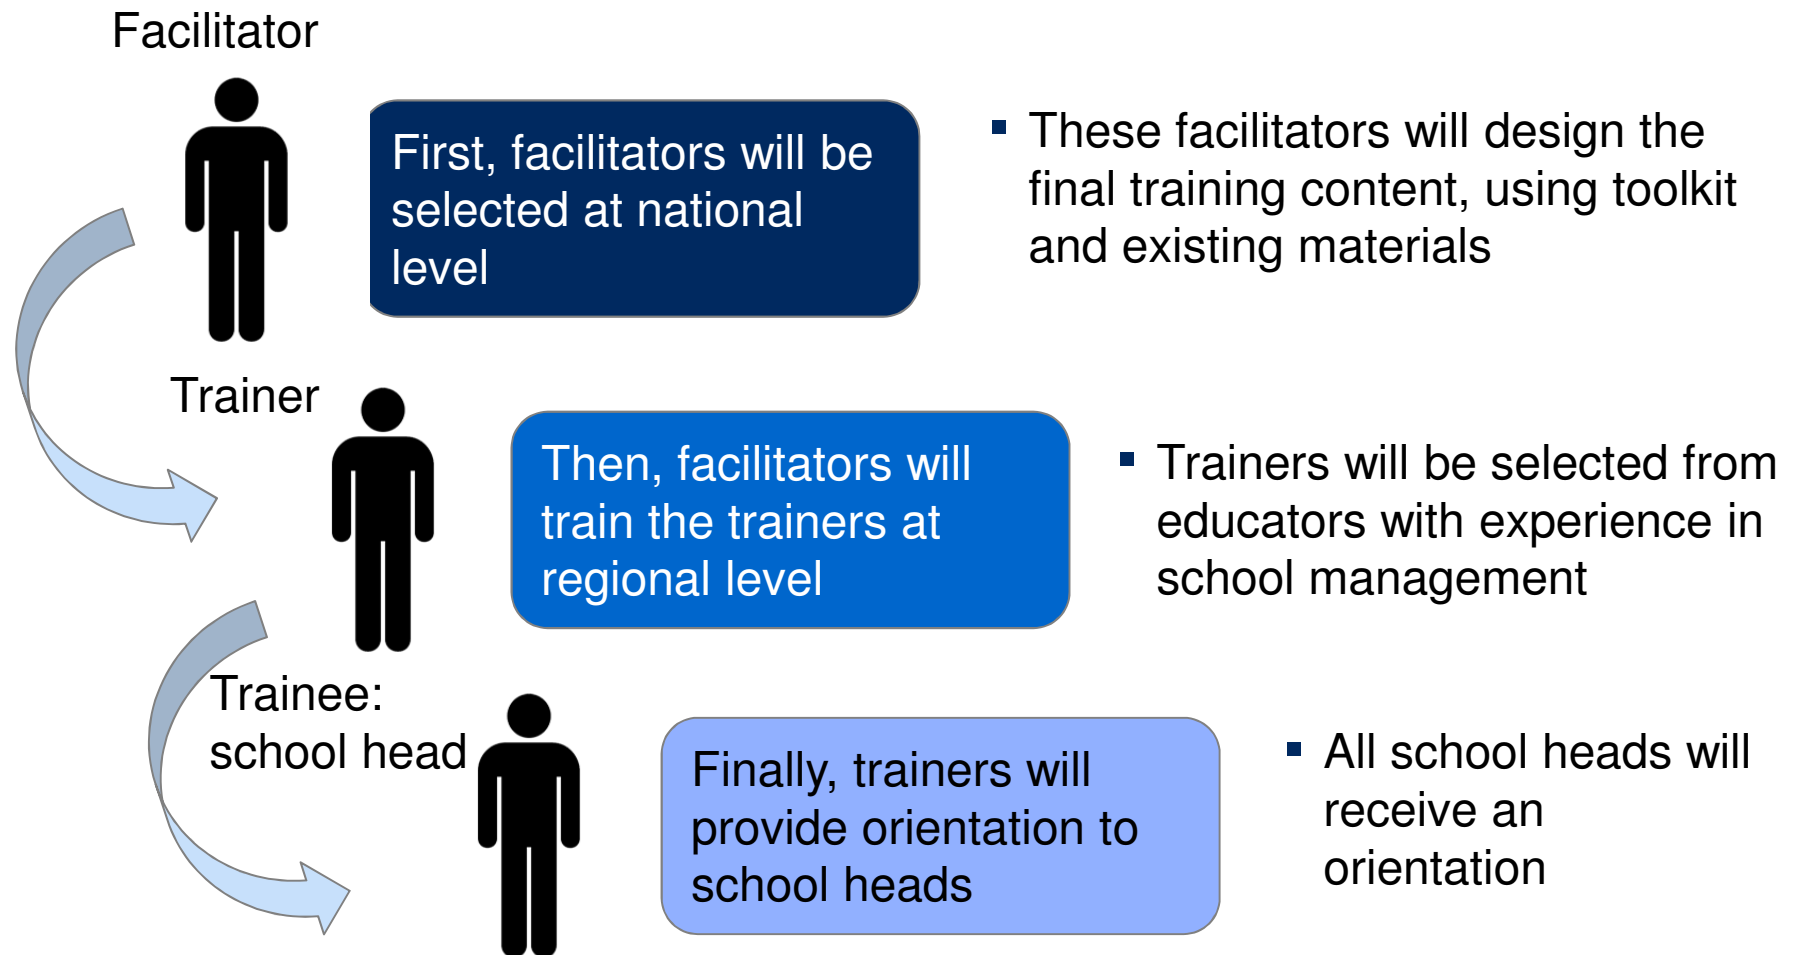 Facilitator
First, facilitators will be
selected at national
level
▪ These facilitators will design the
final training content, using toolkit
and existing materials
Trainer
Then, facilitators will
train the trainers at
regional level
▪ Trainers will be selected from
educators with experience in
school management
Trainee:
school head
Finally, trainers will
provide orientation to
school heads
▪ All school heads will
receive an
orientation